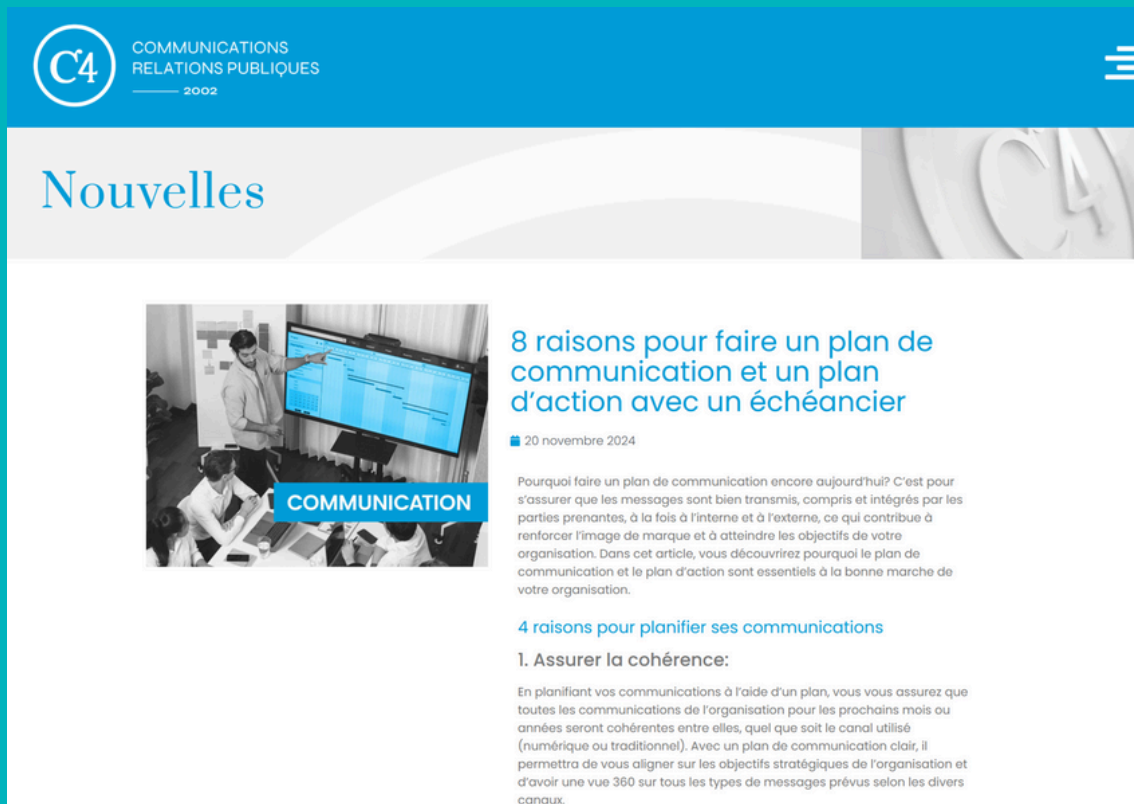 C4
COMMUNICATIONS
RELATIONS PUBLIQUES
2002
Nouvelles
C4
COMMUNICATION
8 raisons pour faire un plan de
communication et un plan
d’action avec un échéancier
20 novembre 2024
Pourquoi faire un plan de communication encore aujourd’hui? C’est pour
s’assurer que les messages sont bien transmis, compris et intégrés par les
parties prenantes, à la fois à l’interne et à l’externe, ce qui contribue à
renforcer l’image de marque et à atteindre les objectifs de votre
organisation. Dans cet article, vous découvrirez pourquoi le plan de
communication et le plan d’action sont essentiels à la bonne marche de
votre organisation.
4 raisons pour planifier ses communications
1. Assurer la cohérence:
En planifiant vos communications à l’aide d’un plan, vous vous assurez que
toutes les communications de l’organisation pour les prochains mois ou
années seront cohérentes entre elles, quel que soit le canal utilisé
(numérique ou traditionnel). Avec un plan de communication clair, il
permettra de vous aligner sur les objectifs stratégiques de l’organisation et
d’avoir une vue 360 sur tous les types de messages prévus selon les divers
canaux.